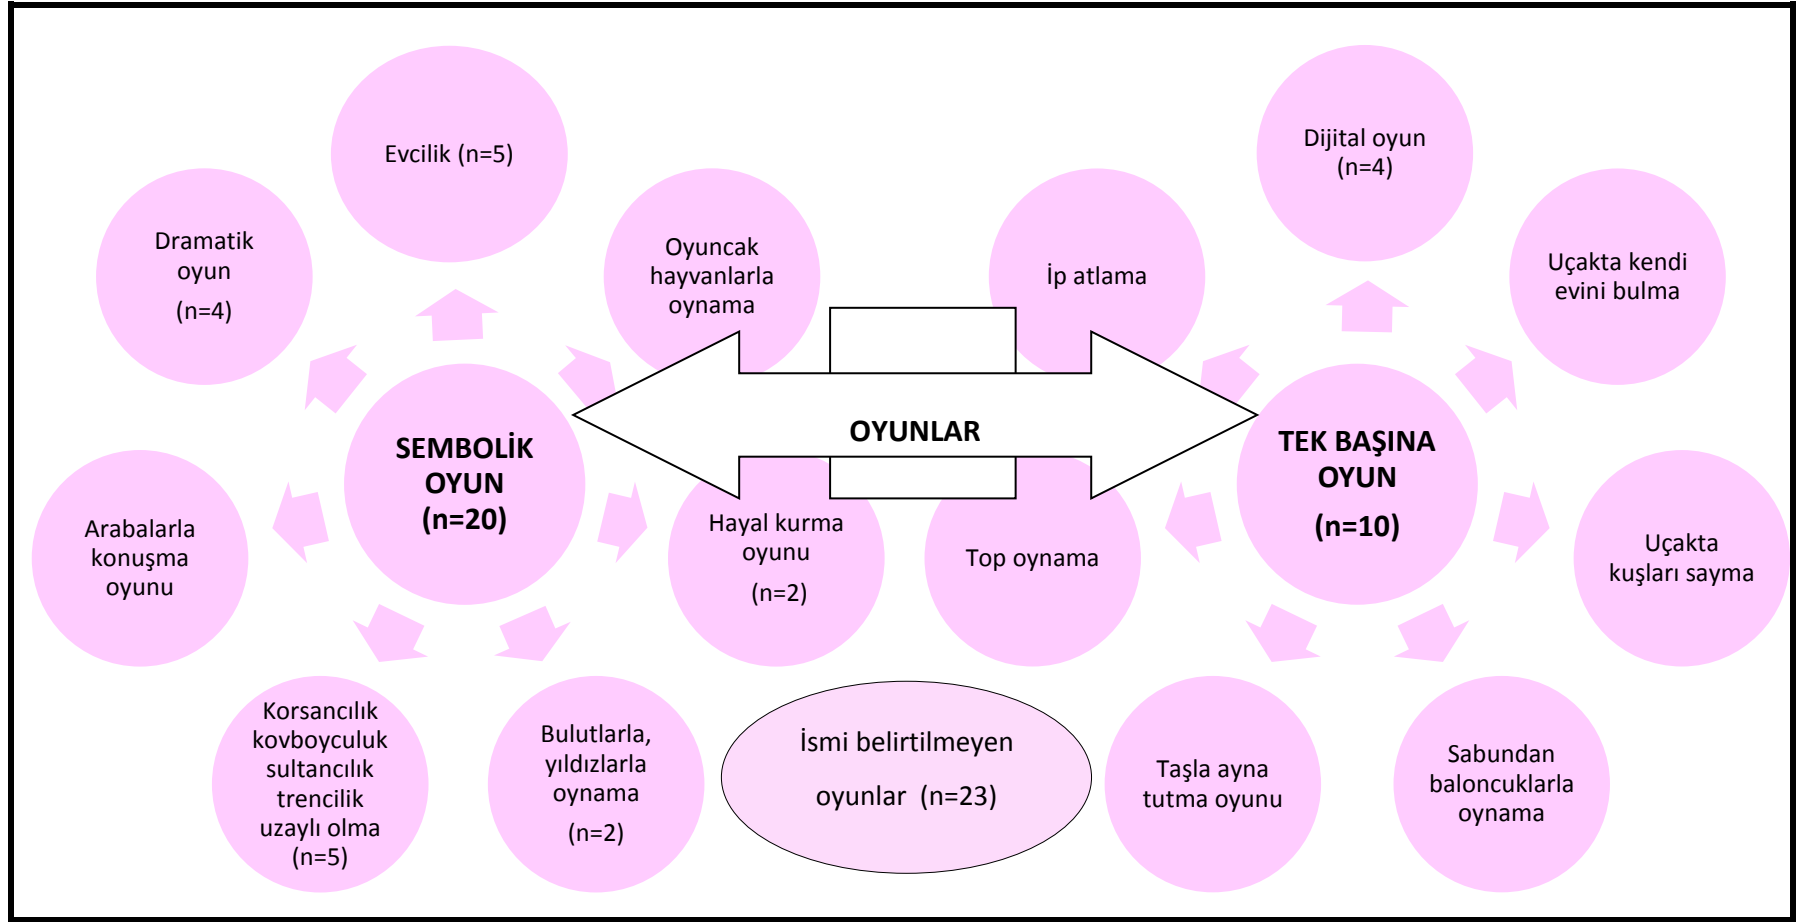 Evcilik (n=5)
Dramatik
oyun
(n=4)
Oyuncak
hayvanlarla
oynama
Arabalarla
konuşma
oyunu
SEMBOLİK
OYUN
(n=20)
Hayal kurma
oyunu
(n=2)
Korsancılık
kovboyculuk
sultancılık
trencilik
uzaylı olma
(n=5)
Bulutlarla,
yıldızlarla
oynama
(n=2)
OYUNLAR
İsmi belirtilmeyen
oyunlar (n=23)
Dijital oyun
(n=4)
İp atlama
Uçakta kendi
evini bulma
TEK BAŞINA
OYUN
(n=10)
Top oynama
Uçakta
kuşları sayma
Taşla ayna
tutma oyunu
Sabundan
baloncuklarla
oynama